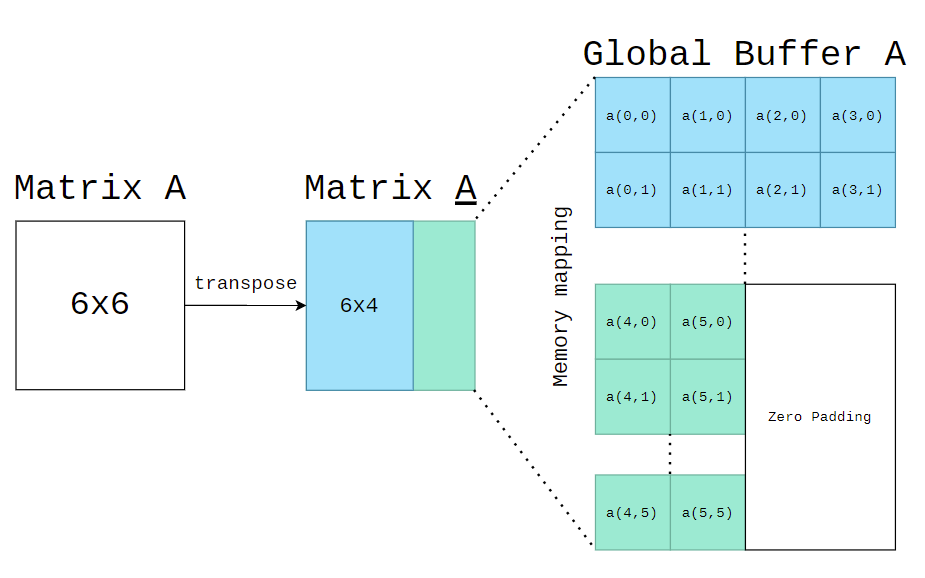 Global Buffer A
Matrix A
Matrix A
6x6
transpose
6x4
Memory mapping
a(0,0) a(1,0) a(2,0) a(3,0)
a(0,1) a(1,1) a(2,1) a(3,1)
a(4,0) a(5,0)
a(4,1) a(5,1)
Zero Padding
a(4,5) a(5,5)